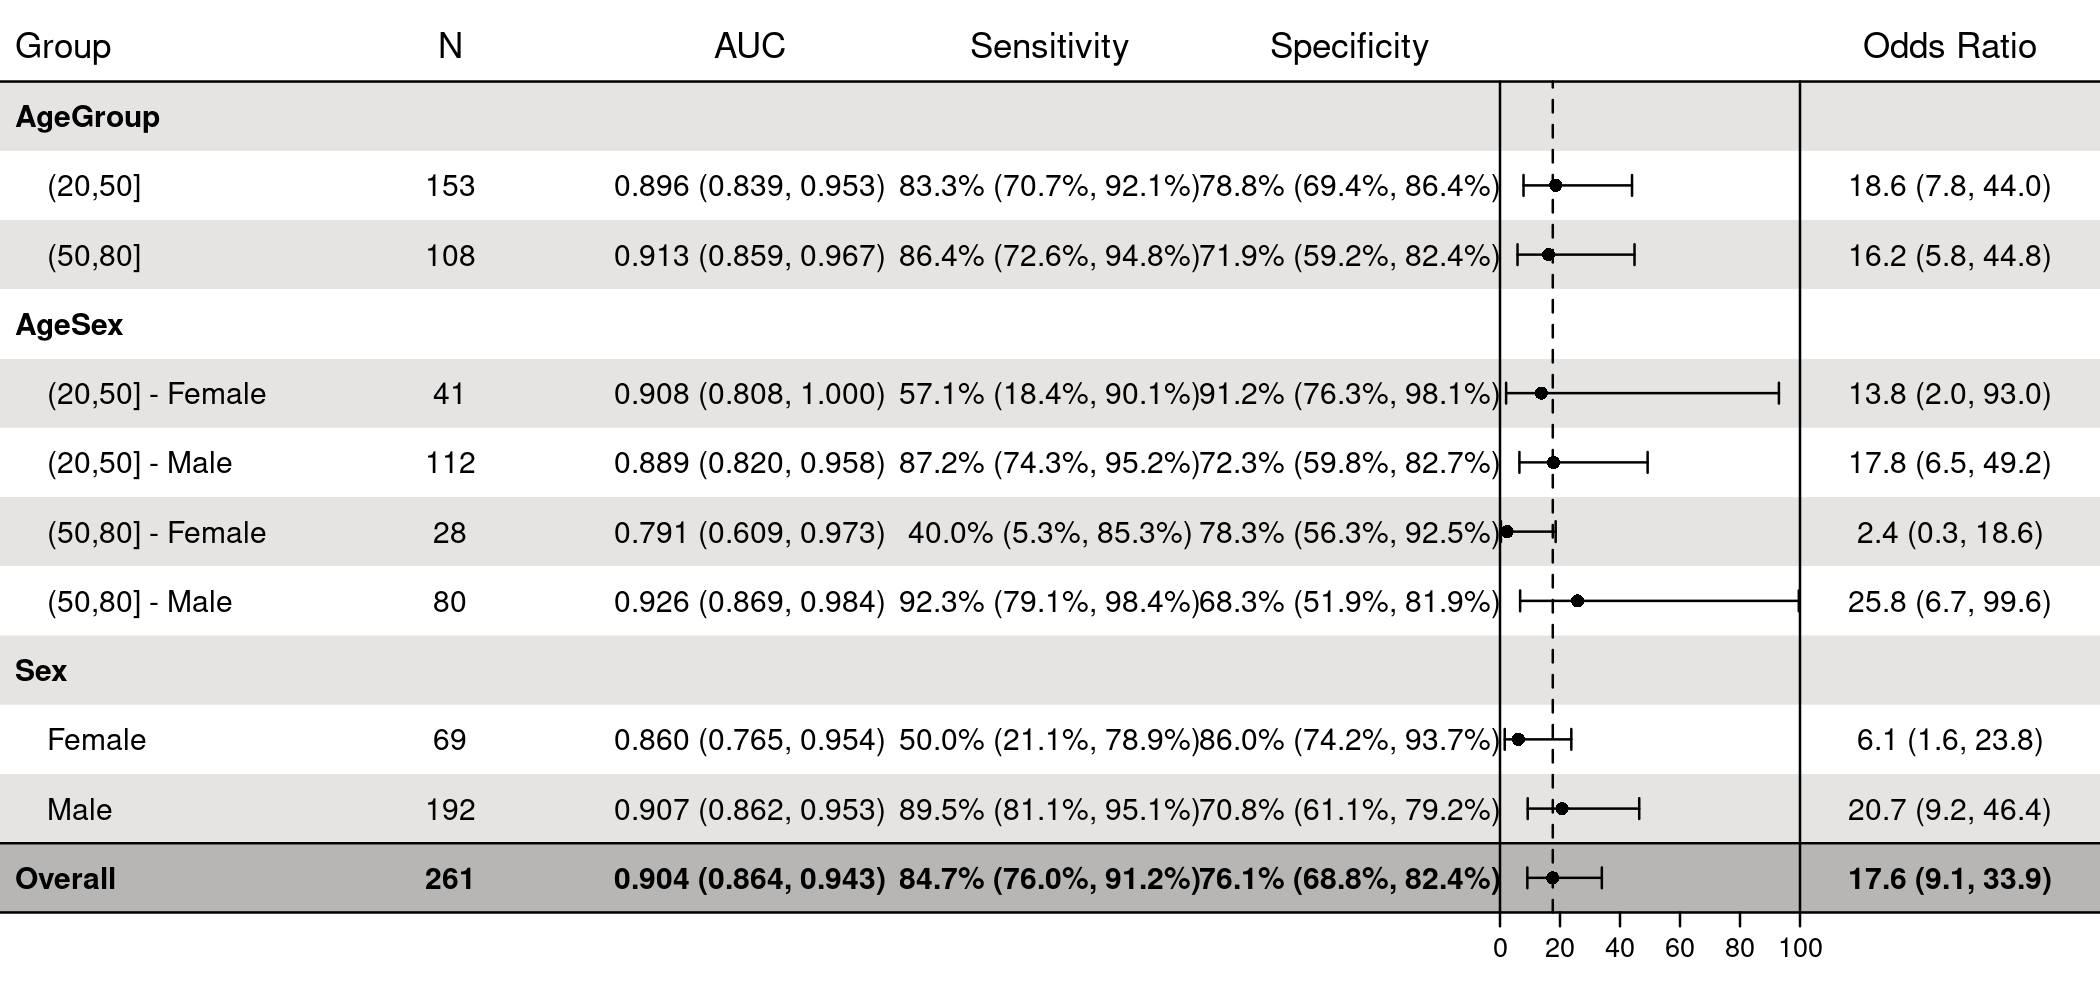 Group N AUC Sensitivity Specificity Odds Ratio
AgeGroup
(20,50] 153 0.896 (0.839, 0.953) 83.3% (70.7%, 92.1%) 78.8% (69.4%, 86.4%) 18.6 (7.8, 44.0)
(50,80] 108 0.913 (0.859, 0.967) 86.4% (72.6%, 94.8%) 71.9% (59.2%, 82.4%) 16.2 (5.8, 44.8)
AgeSex
(20,50] - Female 41 0.908 (0.808, 1.000) 57.1% (18.4%, 90.1%) 91.2% (76.3%, 98.1%) 13.8 (2.0, 93.0)
(20,50] - Male 112 0.889 (0.820, 0.958) 87.2% (74.3%, 95.2%) 72.3% (59.8%, 82.7%) 17.8 (6.5, 49.2)
(50,80] - Female 28 0.791 (0.609, 0.973) 40.0% (5.3%, 85.3%) 78.3% (56.3%, 92.5%) 2.4 (0.3, 18.6)
(50,80] - Male 80 0.926 (0.869, 0.984) 92.3% (79.1%, 98.4%) 68.3% (51.9%, 81.9%) 25.8 (6.7, 99.6)
Sex
Female 69 0.860 (0.765, 0.954) 50.0% (21.1%, 78.9%) 86.0% (74.2%, 93.7%) 6.1 (1.6, 23.8)
Male 192 0.907 (0.862, 0.953) 89.5% (81.1%, 95.1%) 70.8% (61.1%, 79.2%) 20.7 (9.2, 46.4)
Overall 261 0.904 (0.864, 0.943) 84.7% (76.0%, 91.2%) 76.1% (68.8%, 82.4%) 17.6 (9.1, 33.9)
0 20 40 60 80 100